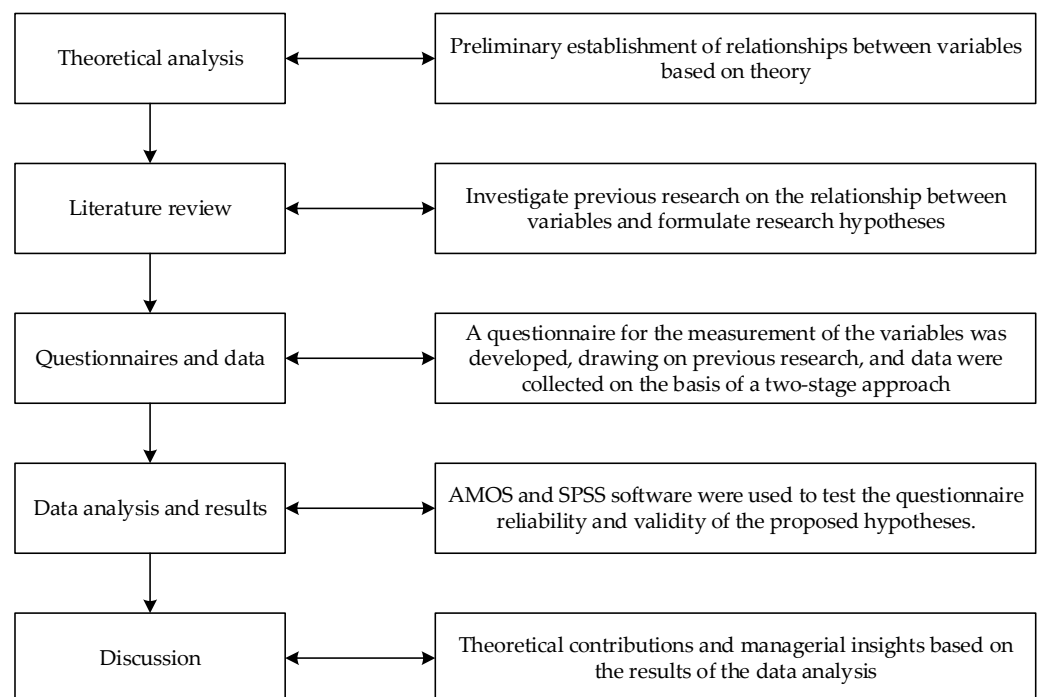 Theoretical analysis
Preliminary establishment of relationships between variables
based on theory
Literature review
Investigate previous research on the relationship between
variables and formulate research hypotheses
Questionnaires and data
A questionnaire for the measurement of the variables was
developed, drawing on previous research, and data were
collected on the basis of a two-stage approach
Data analysis and results
AMOS and SPSS software were used to test the questionnaire
reliability and validity of the proposed hypotheses.
Discussion
Theoretical contributions and managerial insights based on
the results of the data analysis